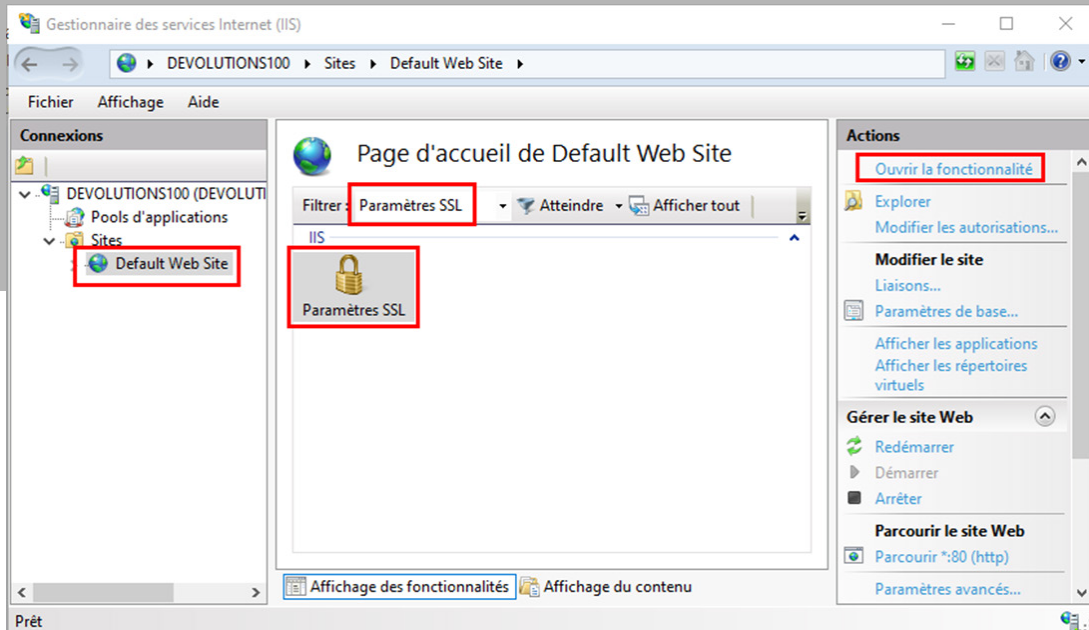 Gestionnaire des services Internet (IIS)
DEVOLUTIONS100 Sites Default Web Site
Fichier Affichage Aide
Connexions
DEVOLUTIONS100 (DEVOLUTI
Pools d'applications
Sites
Default Web Site
Page d'accueil de Default Web Site
Filtrer : Paramètres SSL Atteindre Afficher tout
IIS
Paramètres SSL
Affichage des fonctionnalités Affichage du contenu
Actions
Ouvrir la fonctionnalité
Explorer
Modifier les autorisations...
Modifier le site
Liaisons...
Paramètres de base...
Afficher les applications
Afficher les répertoires
virtuels
Gérer le site Web
Redémarrer
Démarrer
Arrêter
Parcourir le site Web
Parcourir *:80 (http)
Paramètres avancés...
Prêt